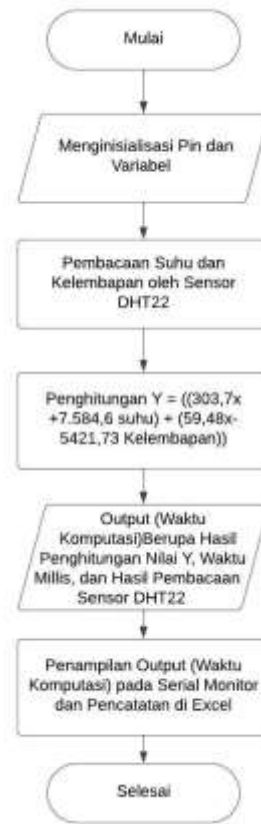 Mulai
Menginisialisasi Pin dan
Variabel
Pembacaan Suhu dan
Kelembapan oleh Sensor
DHT22
Penghitungan Y = ((303,7x
+7.584,6 suhu) + (59,48x-
5421,73 Kelembapan))
Output (Waktu
Komputasi)Berupa Hasil
Penghitungan Nilai Y, Waktu
Millis, dan Hasil Pembacaan
Sensor DHT22
Penampilan Output (Waktu
Komputasi) pada Serial Monitor
dan Pencatatan di Excel
Selesai